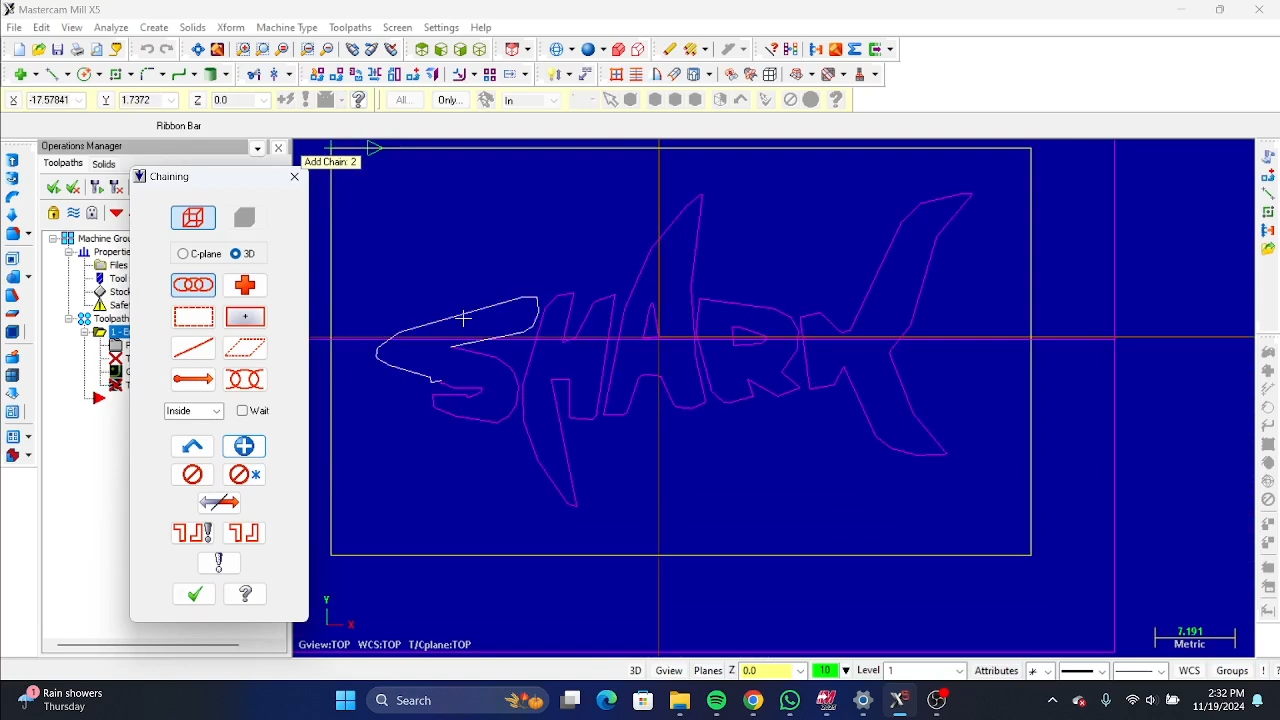 Mastercam Mill X5
File Edit View Analyze Create Solids Xform Machine Type Toolpaths Screen Settings Help
X -17.57841 Y 1.7372 Z 0.0 All... Only... In
Ribbon Bar
Operations Manager
Toolpaths Solids
Add Chain: 2
Chaining
Machine Grou
Properti
Files
Tool
Stock
Safe
Toolpath
C-plane 3D
Inside Wait
SHARK
Y
X
Gview:TOP WCS:TOP T/Cplane:TOP
7.191
Metric
3D Gview Planes Z 0.0 10 Level 1 Attributes WCS Groups ! ?
Rain showers
Thursday
Search
2:32 PM
11/19/2024